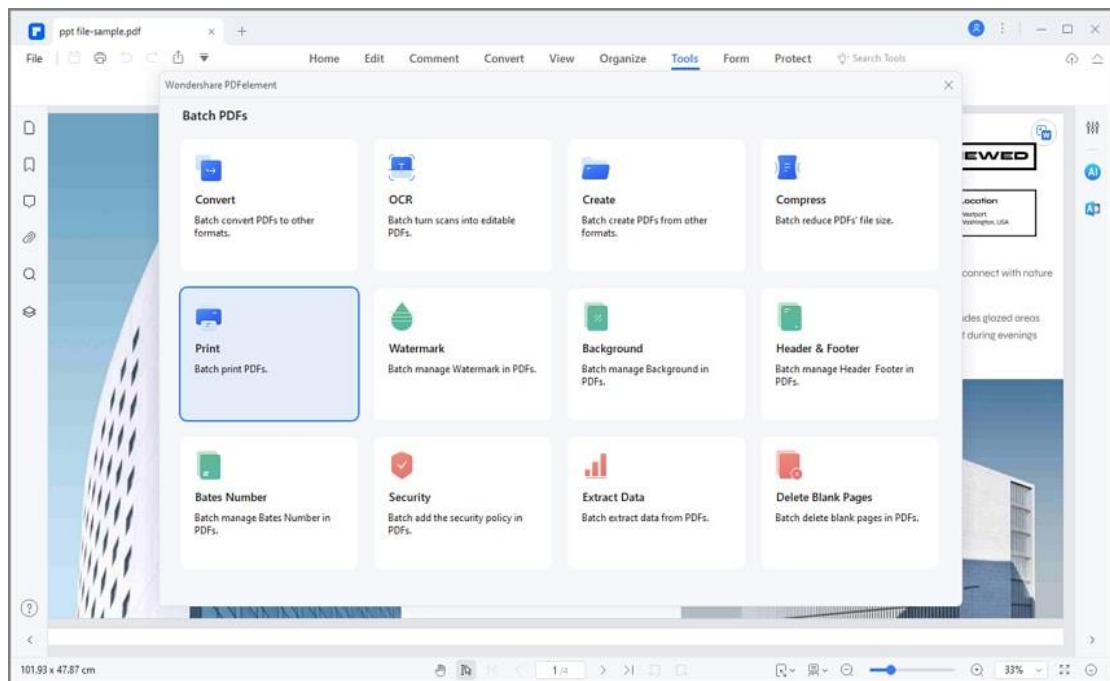 ppt file-sample.pdf
File
Home Edit Comment Convert View Organize Tools Form Protect Search Tools
Wondershare PDFelement
Batch PDFs
Convert
Batch convert PDFs to other
formats.
OCR
Batch turn scans into editable
PDFs.
Create
Batch create PDFs from other
formats.
Compress
Batch reduce PDFs' file size.
Print
Batch print PDFs.
Watermark
Batch manage Watermark in PDFs.
Background
Batch manage Background in
PDFs.
Header & Footer
Batch manage Header Footer in
PDFs.
Bates Number
Batch manage Bates Number in
PDFs.
Security
Batch add the security policy in
PDFs.
Extract Data
Batch extract data from PDFs.
Delete Blank Pages
Batch delete blank pages in PDFs.
EWED
ocation
Westport
Washington, USA
connect with nature
des glazed areas
during evenings
AI
101.93 x 47.87 cm
1 /4
33%